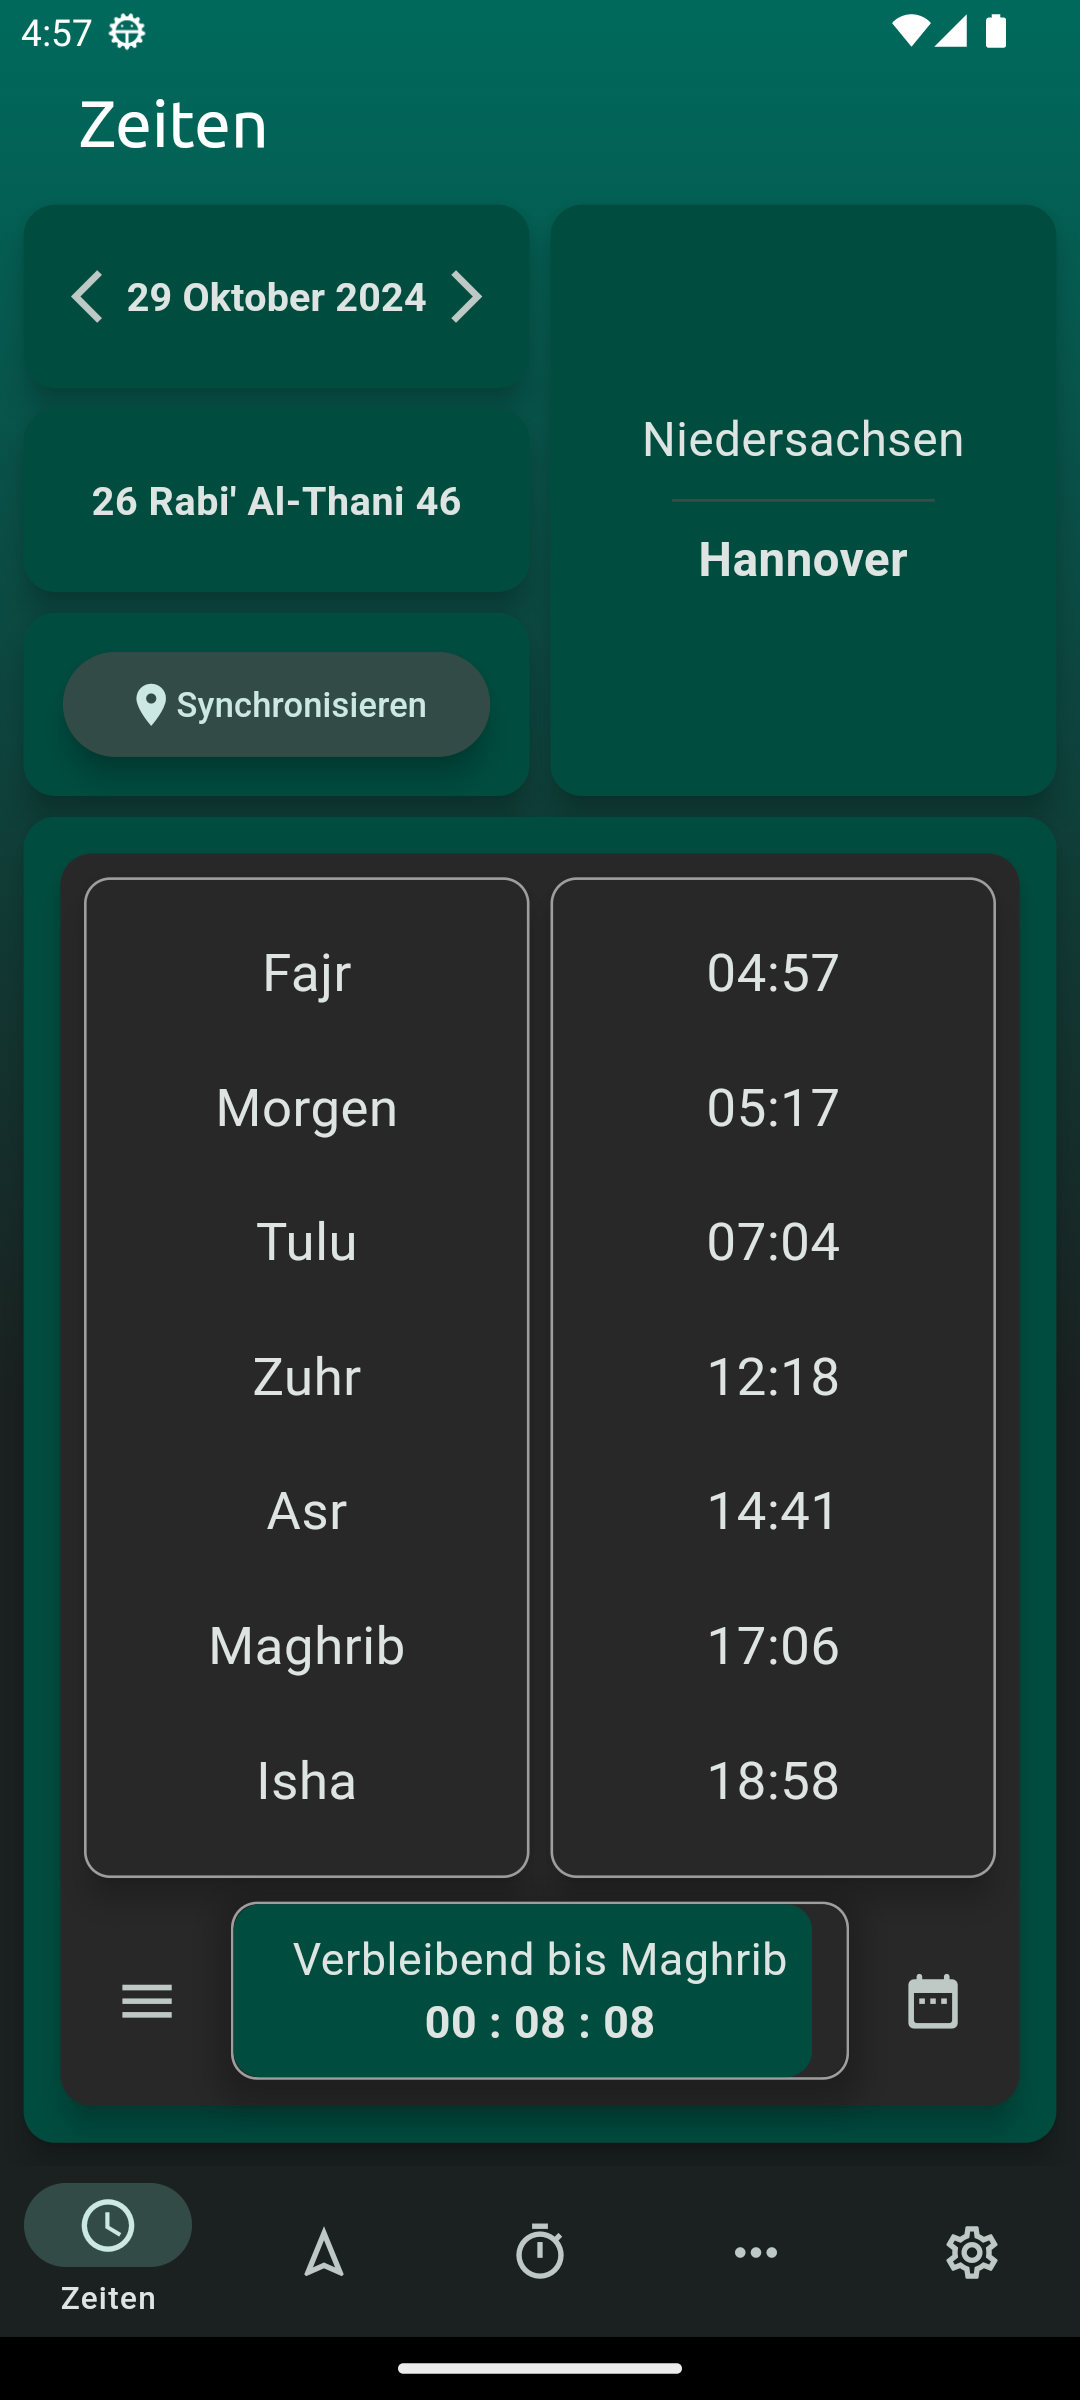 4:57
Zeiten
29 Oktober 2024
26 Rabi' Al-Thani 46
Synchronisieren
Niedersachsen
Hannover
Fajr 04:57
Morgen 05:17
Tulu 07:04
Zuhr 12:18
Asr 14:41
Maghrib 17:06
Isha 18:58
Verbleibend bis Maghrib
00 : 08 : 08
Zeiten